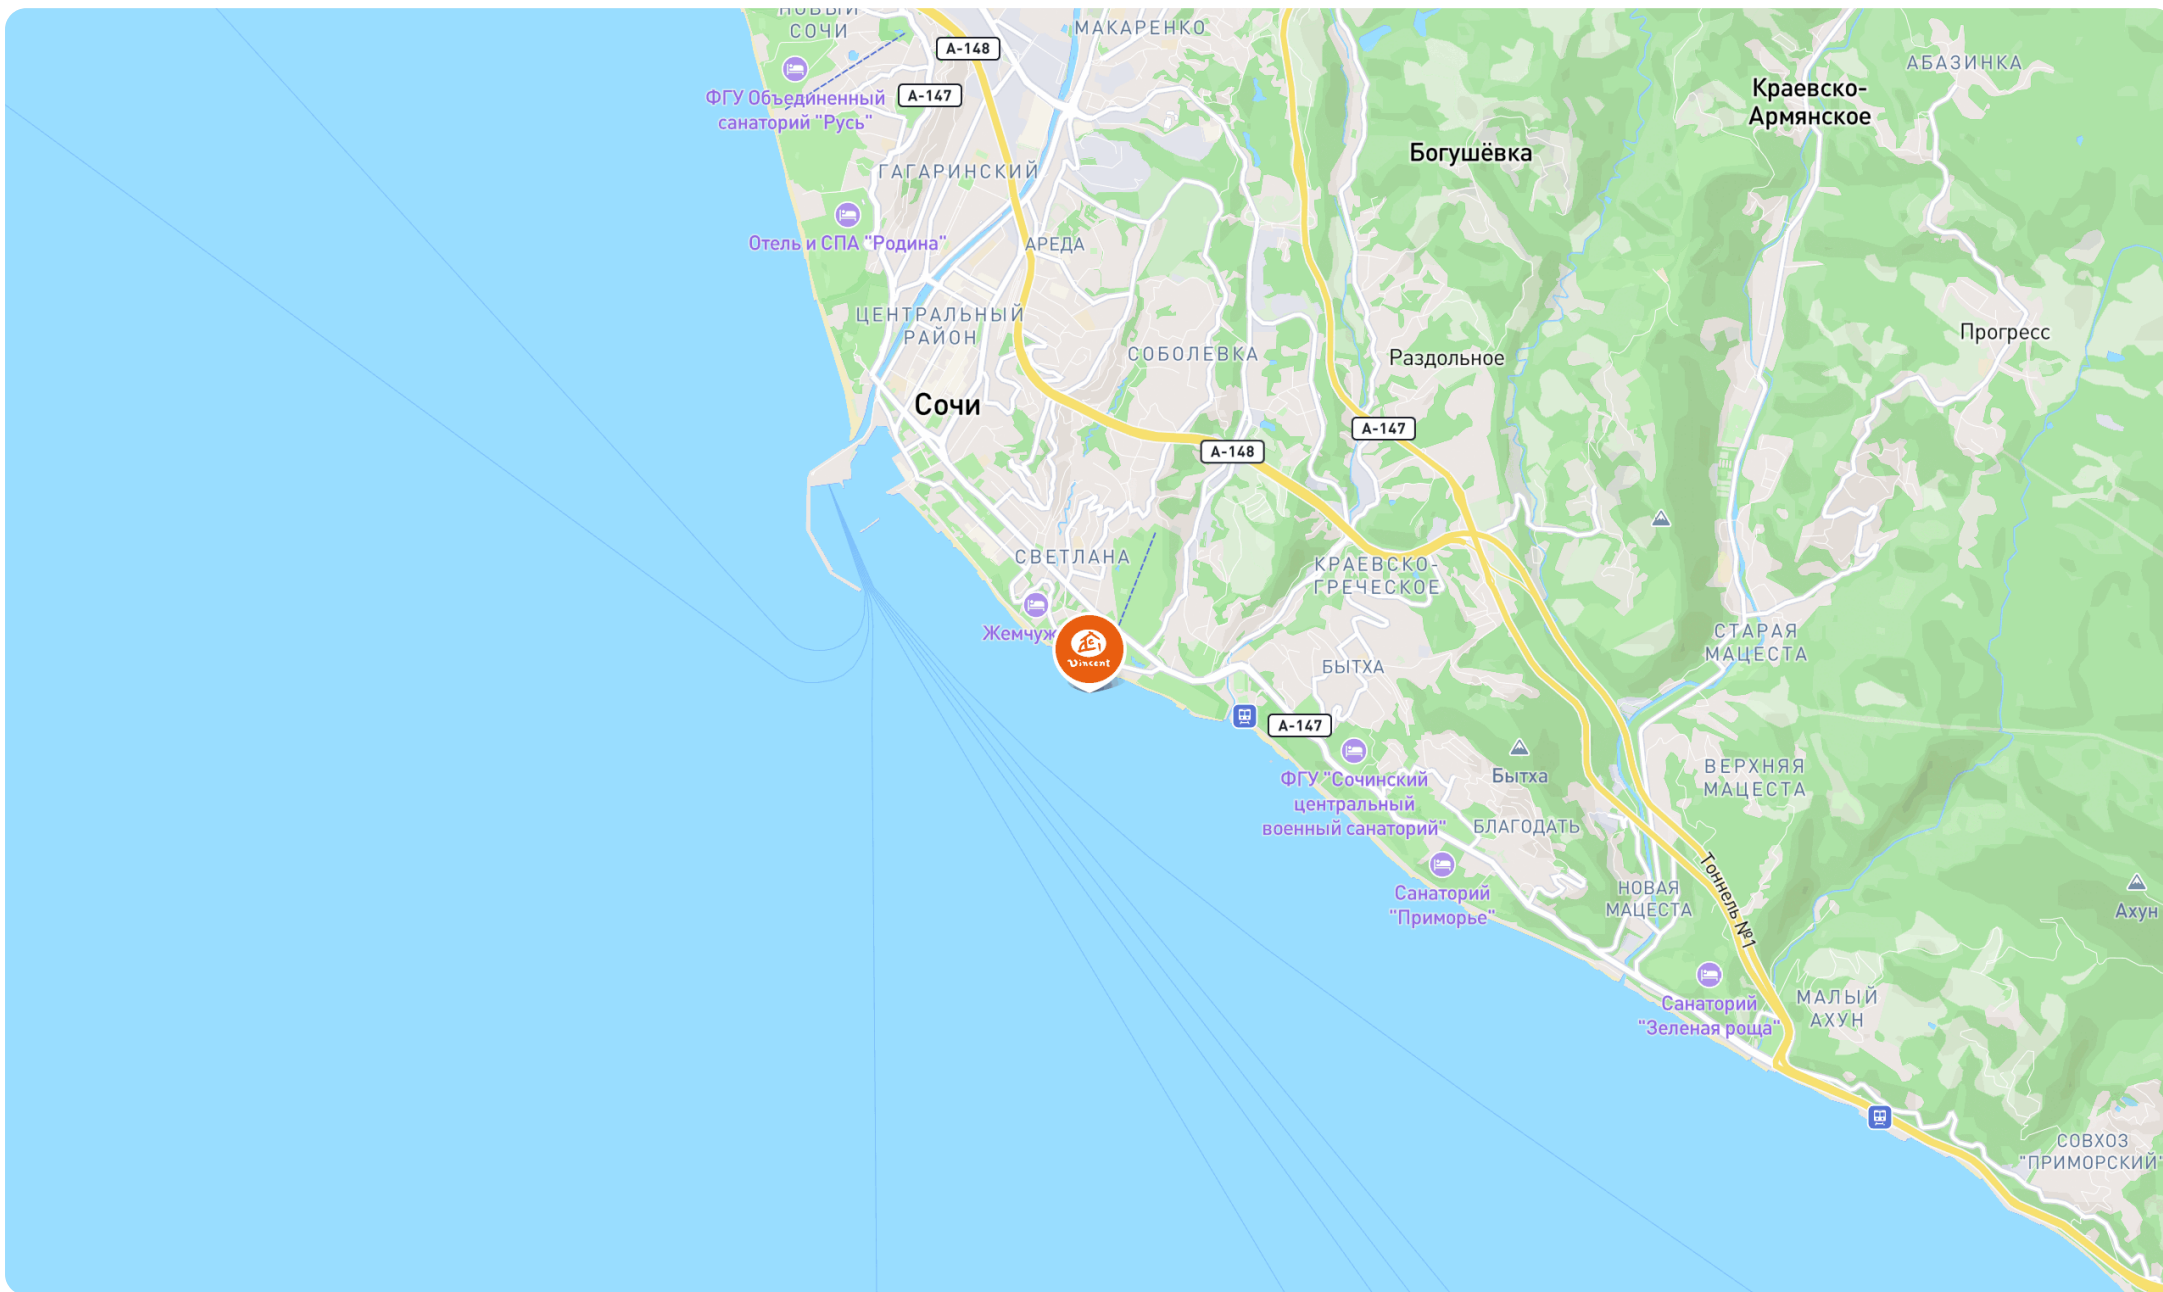 НОВЫЙ
СОЧИ
МАКАРЕНКО
А-148
АБАЗИНКА
ФГУ Объединенный
санаторий "Русь"
А-147
Краевско-
Армянское
Богушёвка
ГАГАРИНСКИЙ
Отель и СПА "Родина"
АРЕДА
ЦЕНТРАЛЬНЫЙ
РАЙОН
СОБОЛЕВКА
Раздольное
Прогресс
Сочи
А-147
А-148
СВЕТЛАНА
КРАЕВСКО-
ГРЕЧЕСКОЕ
Жемчуж
Vincent
СТАРАЯ
МАЦЕСТА
БЫТХА
А-147
ФГУ "Сочинский
центральный
военный санаторий"
Бытха
ВЕРХНЯЯ
МАЦЕСТА
БЛАГОДАТЬ
Санаторий
"Приморье"
НОВАЯ
МАЦЕСТА
Тоннель №1
Ахун
Санаторий
"Зеленая роща"
МАЛЫЙ
АХУН
СОВХОЗ
"ПРИМОРСКИЙ"